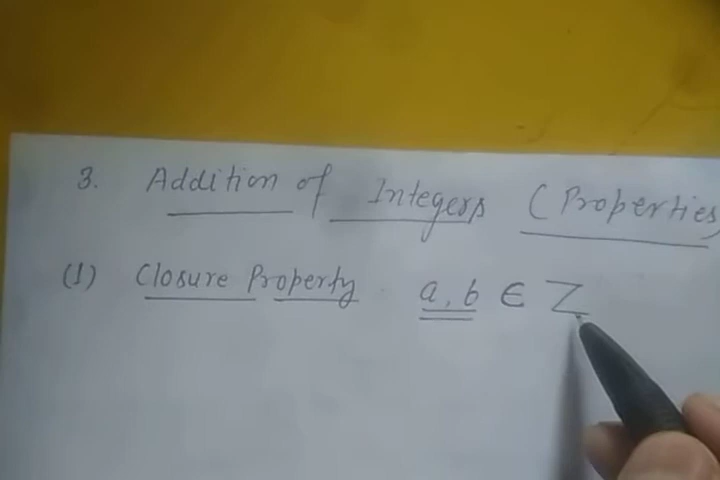 3. Addition of Integers (Properties)
(1) Closure Property a, b ∈ Z